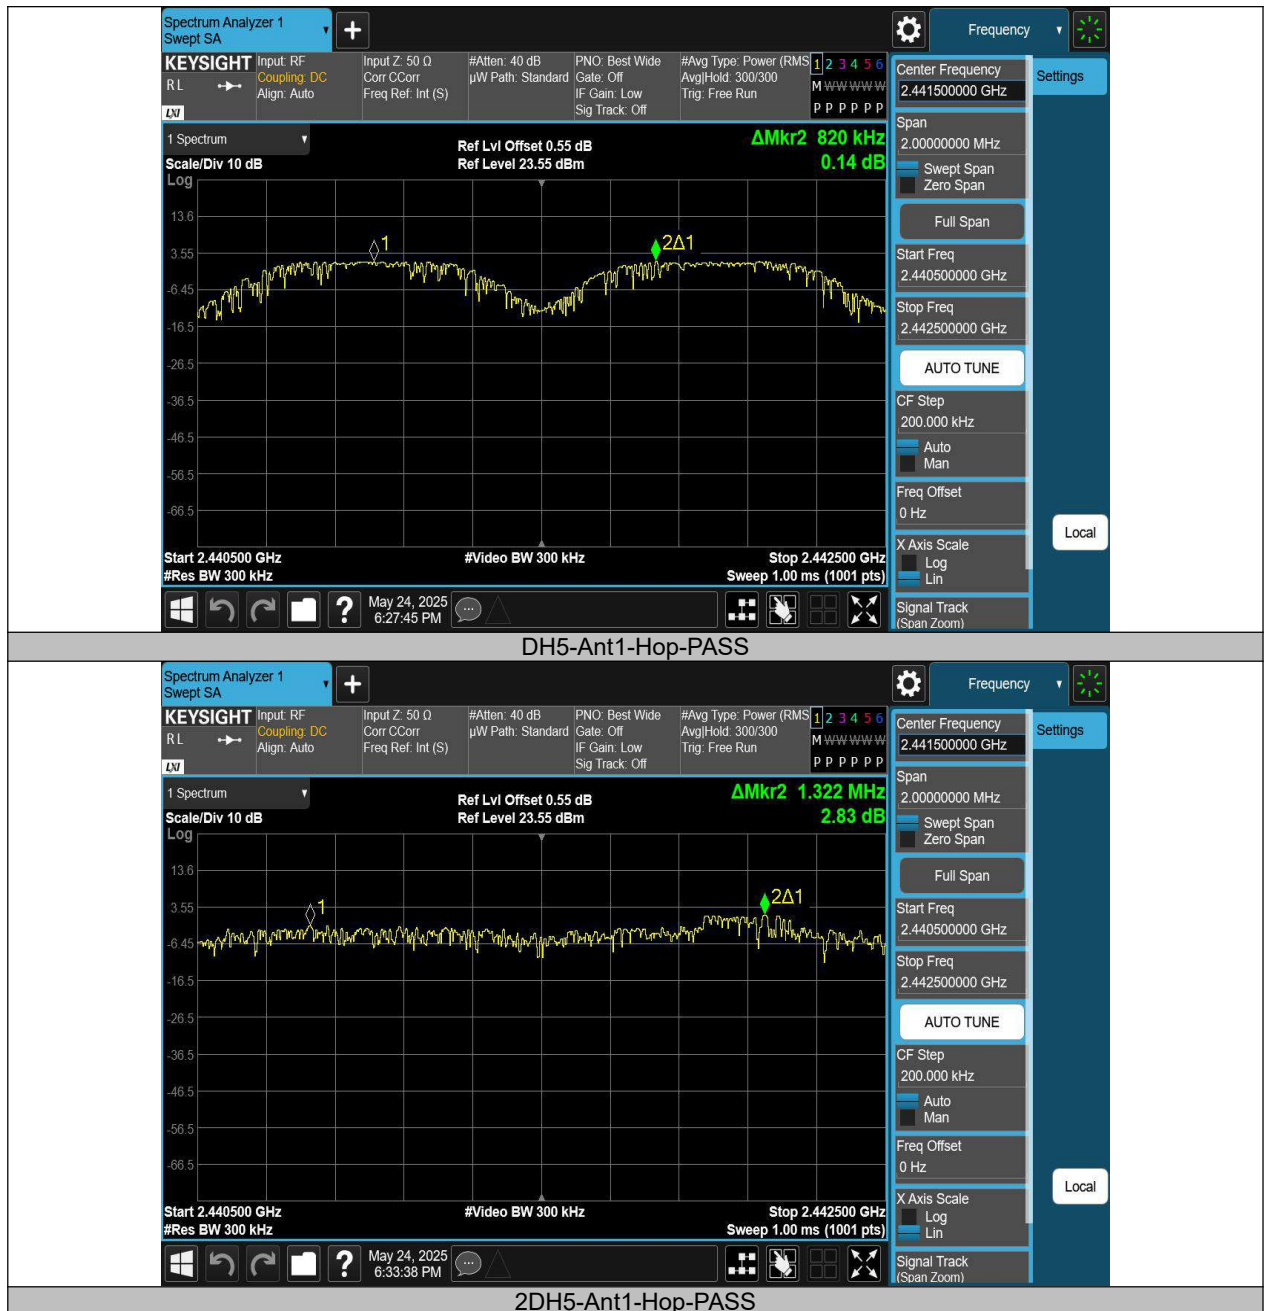 Spectrum Analyzer 1
Swept SA
Frequency
KEYSIGHT
R L
LXI
Input: RF
Coupling: DC
Align: Auto
Input Z: 50 Ω
Corr CCorr
Freq Ref: Int (S)
#Atten: 40 dB
µW Path: Standard
PNO: Best Wide
Gate: Off
IF Gain: Low
Sig Track: Off
#Avg Type: Power (RMS
Avg|Hold: 300/300
Trig: Free Run
1 2 3 4 5 6
M W W W W W
P P P P P P
1 Spectrum
Scale/Div 10 dB
Ref Lvl Offset 0.55 dB
Ref Level 23.55 dBm
ΔMkr2 820 kHz
0.14 dB
Log
13.6
3.55
-6.45
-16.5
-26.5
-36.5
-46.5
-56.5
-66.5
1
2Δ1
Start 2.440500 GHz
#Res BW 300 kHz
#Video BW 300 kHz
Stop 2.442500 GHz
Sweep 1.00 ms (1001 pts)
Center Frequency
2.441500000 GHz
Settings
Span
2.00000000 MHz
Swept Span
Zero Span
Full Span
Start Freq
2.440500000 GHz
Stop Freq
2.442500000 GHz
AUTO TUNE
CF Step
200.000 kHz
Auto
Man
Freq Offset
0 Hz
X Axis Scale
Log
Lin
Local
Signal Track
(Span Zoom)
May 24, 2025
6:27:45 PM
DH5-Ant1-Hop-PASS
Spectrum Analyzer 1
Swept SA
Frequency
KEYSIGHT
R L
LXI
Input: RF
Coupling: DC
Align: Auto
Input Z: 50 Ω
Corr CCorr
Freq Ref: Int (S)
#Atten: 40 dB
µW Path: Standard
PNO: Best Wide
Gate: Off
IF Gain: Low
Sig Track: Off
#Avg Type: Power (RMS
Avg|Hold: 300/300
Trig: Free Run
1 2 3 4 5 6
M W W W W W
P P P P P P
1 Spectrum
Scale/Div 10 dB
Ref Lvl Offset 0.55 dB
Ref Level 23.55 dBm
ΔMkr2 1.322 MHz
2.83 dB
Log
13.6
3.55
-6.45
-16.5
-26.5
-36.5
-46.5
-56.5
-66.5
1
2Δ1
Start 2.440500 GHz
#Res BW 300 kHz
#Video BW 300 kHz
Stop 2.442500 GHz
Sweep 1.00 ms (1001 pts)
Center Frequency
2.441500000 GHz
Settings
Span
2.00000000 MHz
Swept Span
Zero Span
Full Span
Start Freq
2.440500000 GHz
Stop Freq
2.442500000 GHz
AUTO TUNE
CF Step
200.000 kHz
Auto
Man
Freq Offset
0 Hz
X Axis Scale
Log
Lin
Local
Signal Track
(Span Zoom)
May 24, 2025
6:33:38 PM
2DH5-Ant1-Hop-PASS